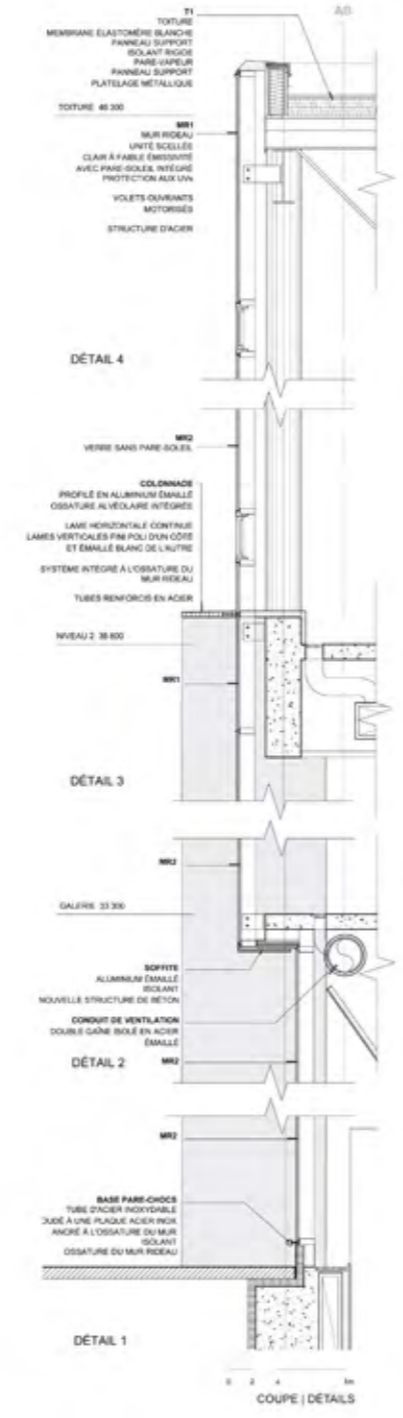 T1
A8
TOITURE
MEMBRANE ÉLASTOMÈRE BLANCHE
PANNEAU SUPPORT
ISOLANT RIGIDE
PARE-VAPEUR
PANNEAU SUPPORT
PLATELAGE MÉTALLIQUE
TOITURE 46 300
MR1
MUR RIDEAU
UNITÉ SCELLÉE
CLAIR À FAIBLE ÉMISSIVITÉ
AVEC PARE-SOLEIL INTÉGRÉ
PROTECTION AUX UVs
VOLETS OUVRANTS
MOTORISÉS
STRUCTURE D'ACIER
DÉTAIL 4
MR2
VERRE SANS PARE-SOLEIL
COLONNADE
PROFILÉ EN ALUMINIUM ÉMAILLÉ
OSSATURE ALVÉOLAIRE INTÉGRÉE
LAME HORIZONTALE CONTINUE
LAMES VERTICALES FINI POLI D'UN CÔTÉ
ET ÉMAILLÉ BLANC DE L'AUTRE
SYSTÈME INTÉGRÉ À L'OSSATURE DU
MUR RIDEAU
TUBES RENFORCIS EN ACIER
NIVEAU 2 38 800
MR1
DÉTAIL 3
MR2
GALERIE 33 300
SOFFITE
ALUMINIUM ÉMAILLÉ
ISOLANT
NOUVELLE STRUCTURE DE BÉTON
CONDUIT DE VENTILATION
DOUBLE GAÎNE ISOLÉ EN ACIER
ÉMAILLÉ
DÉTAIL 2
MR2
MR2
BASE PARE-CHOCS
TUBE D'ACIER INOXYDABLE
OUDÉ À UNE PLAQUE ACIER INOX
ANCRÉ À L'OSSATURE DU MUR
ISOLANT
OSSATURE DU MUR RIDEAU
DÉTAIL 1
0 2 4
COUPE | DÉTAILS